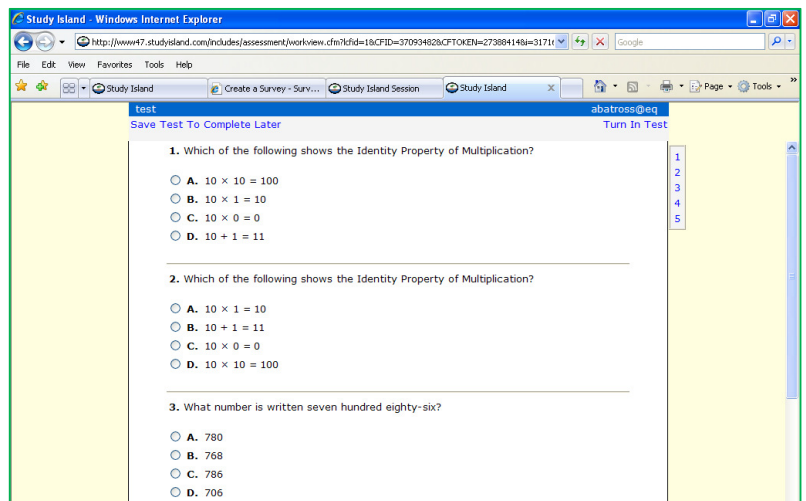 Study Island - Windows Internet Explorer
http://www47.studyisland.com/includes/assessment/workview.cfm?lcfid=1&CFID=37093482&CFTOKEN=27388414&i=3171
Google
File Edit View Favorites Tools Help
Study Island Create a Survey - Surv... Study Island Session Study Island X Page Tools
test abatross@eq
Save Test To Complete Later Turn In Test
1. Which of the following shows the Identity Property of Multiplication?
A. 10 × 10 = 100
B. 10 × 1 = 10
C. 10 × 0 = 0
D. 10 + 1 = 11
1
2
3
4
5
2. Which of the following shows the Identity Property of Multiplication?
A. 10 × 1 = 10
B. 10 + 1 = 11
C. 10 × 0 = 0
D. 10 × 10 = 100
3. What number is written seven hundred eighty-six?
A. 780
B. 768
C. 786
D. 706